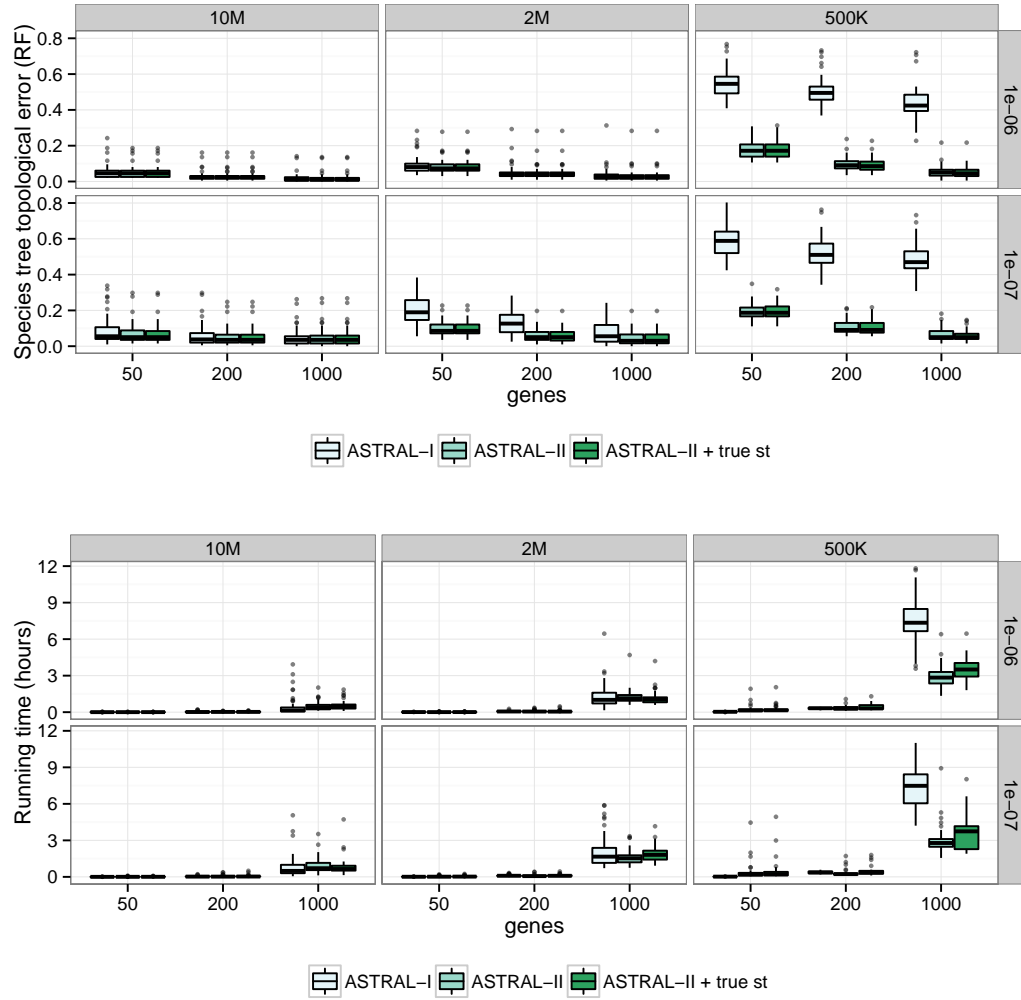 10M 2M 500K
Species tree topological error (RF)
0.8
0.6
0.4
0.2
0.0
1e−06
0.8
0.6
0.4
0.2
0.0
1e−07
50 200 1000 50 200 1000 50 200 1000
genes
ASTRAL−I ASTRAL−II ASTRAL−II + true st
10M 2M 500K
Running time (hours)
12
9
6
3
0
1e−06
12
9
6
3
0
1e−07
50 200 1000 50 200 1000 50 200 1000
genes
ASTRAL−I ASTRAL−II ASTRAL−II + true st